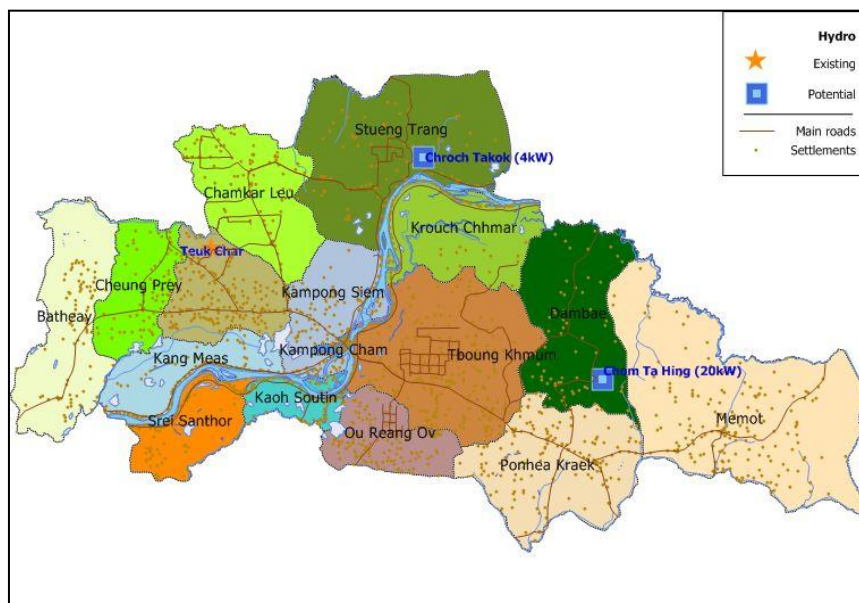 Hydro
Existing
Potential
Main roads
Settlements
Stueng Trang
Chroch Takok (4kW)
Chamkar Leu
Krouch Chhmar
Teuk Char
Cheung Prey
Kampong Siem
Batheay
Dambae
Kang Meas
Kampong Cham
Tboung Khmum
Chom Ta Hing (20kW)
Kaoh Soutin
Srei Santhor
Memot
Ou Reang Ov
Ponhea Kraek